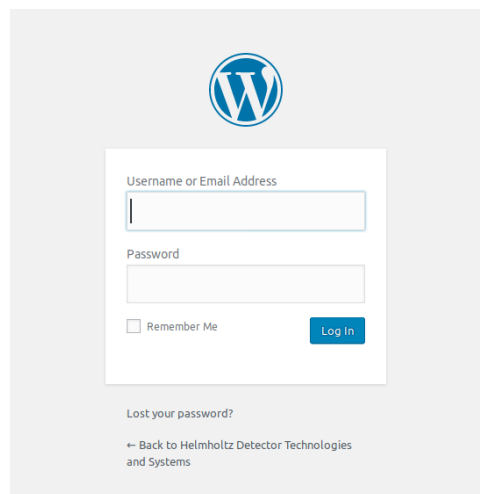 Username or Email Address
Password
Remember Me
Log In
Lost your password?
← Back to Helmholtz Detector Technologies
and Systems